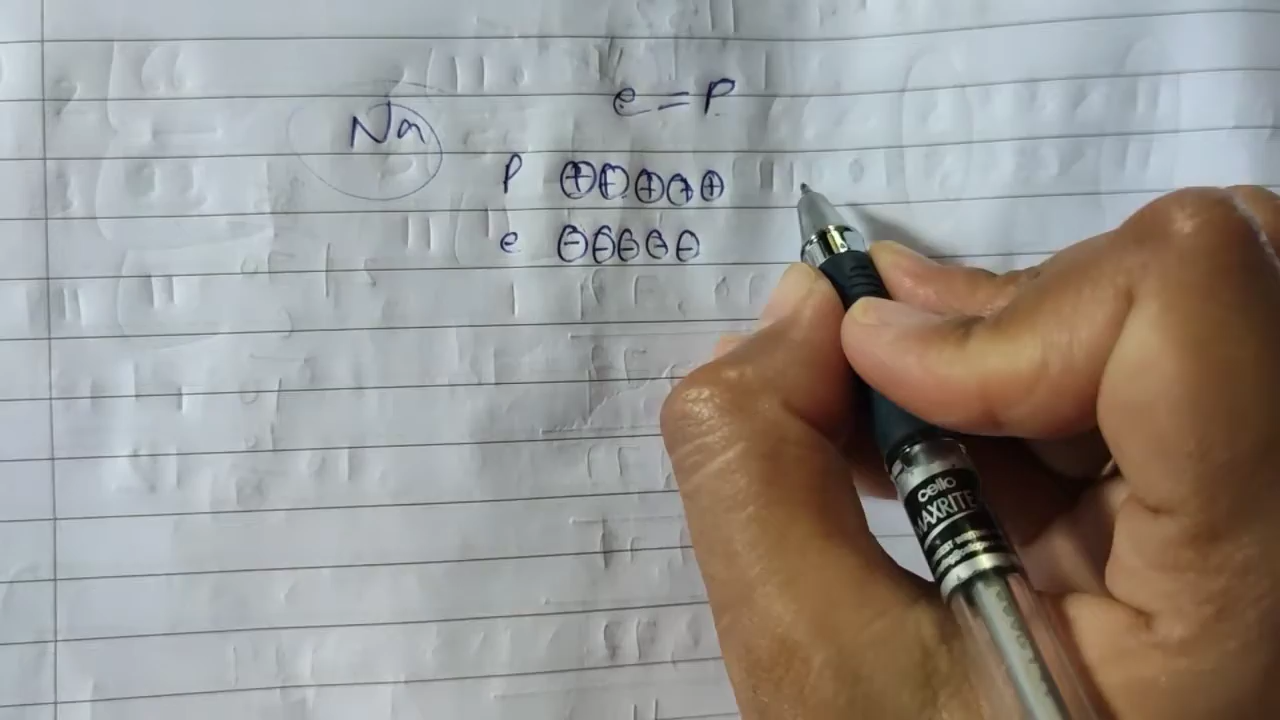 e = P
Na
P ⊕ ⊕ ⊕ ⊕ ⊕
e ⊖ ⊖ ⊖ ⊖ ⊖
cello
MAXRITE